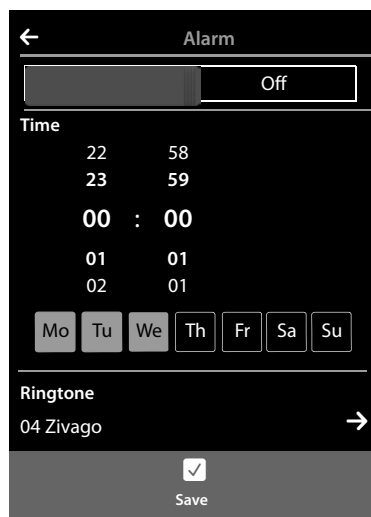 Alarm
Off
Time
22 58
23 59
00 : 00
01 01
02 01
Mo Tu We Th Fr Sa Su
Ringtone
04 Zivago
Save